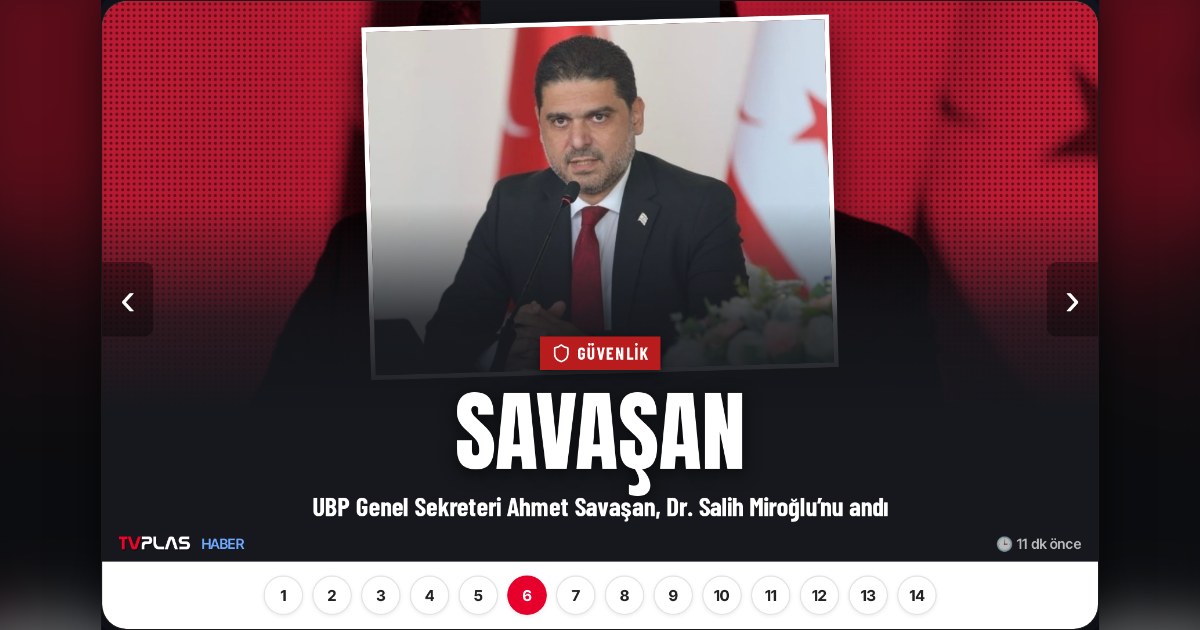 GÜVENLİK
SAVAŞAN
UBP Genel Sekreteri Ahmet Savaşan, Dr. Salih Miroğlu’nu andı
TVPLAS HABER
11 dk önce
1 2 3 4 5 6 7 8 9 10 11 12 13 14